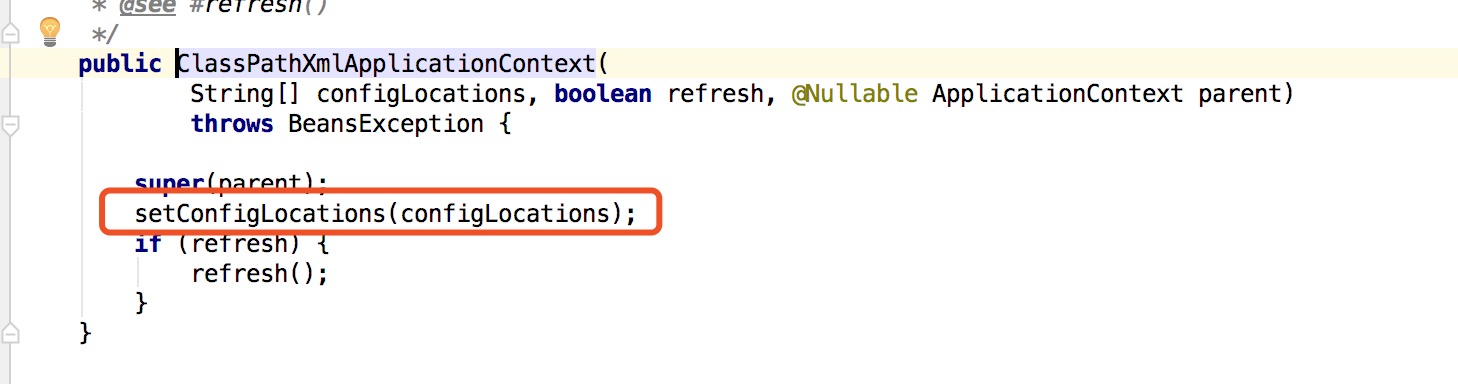 * @see #refresh()
*/
public ClassPathXmlApplicationContext(
String[] configLocations, boolean refresh, @Nullable ApplicationContext parent)
throws BeansException {
super(parent);
setConfigLocations(configLocations);
if (refresh) {
refresh();
}
}